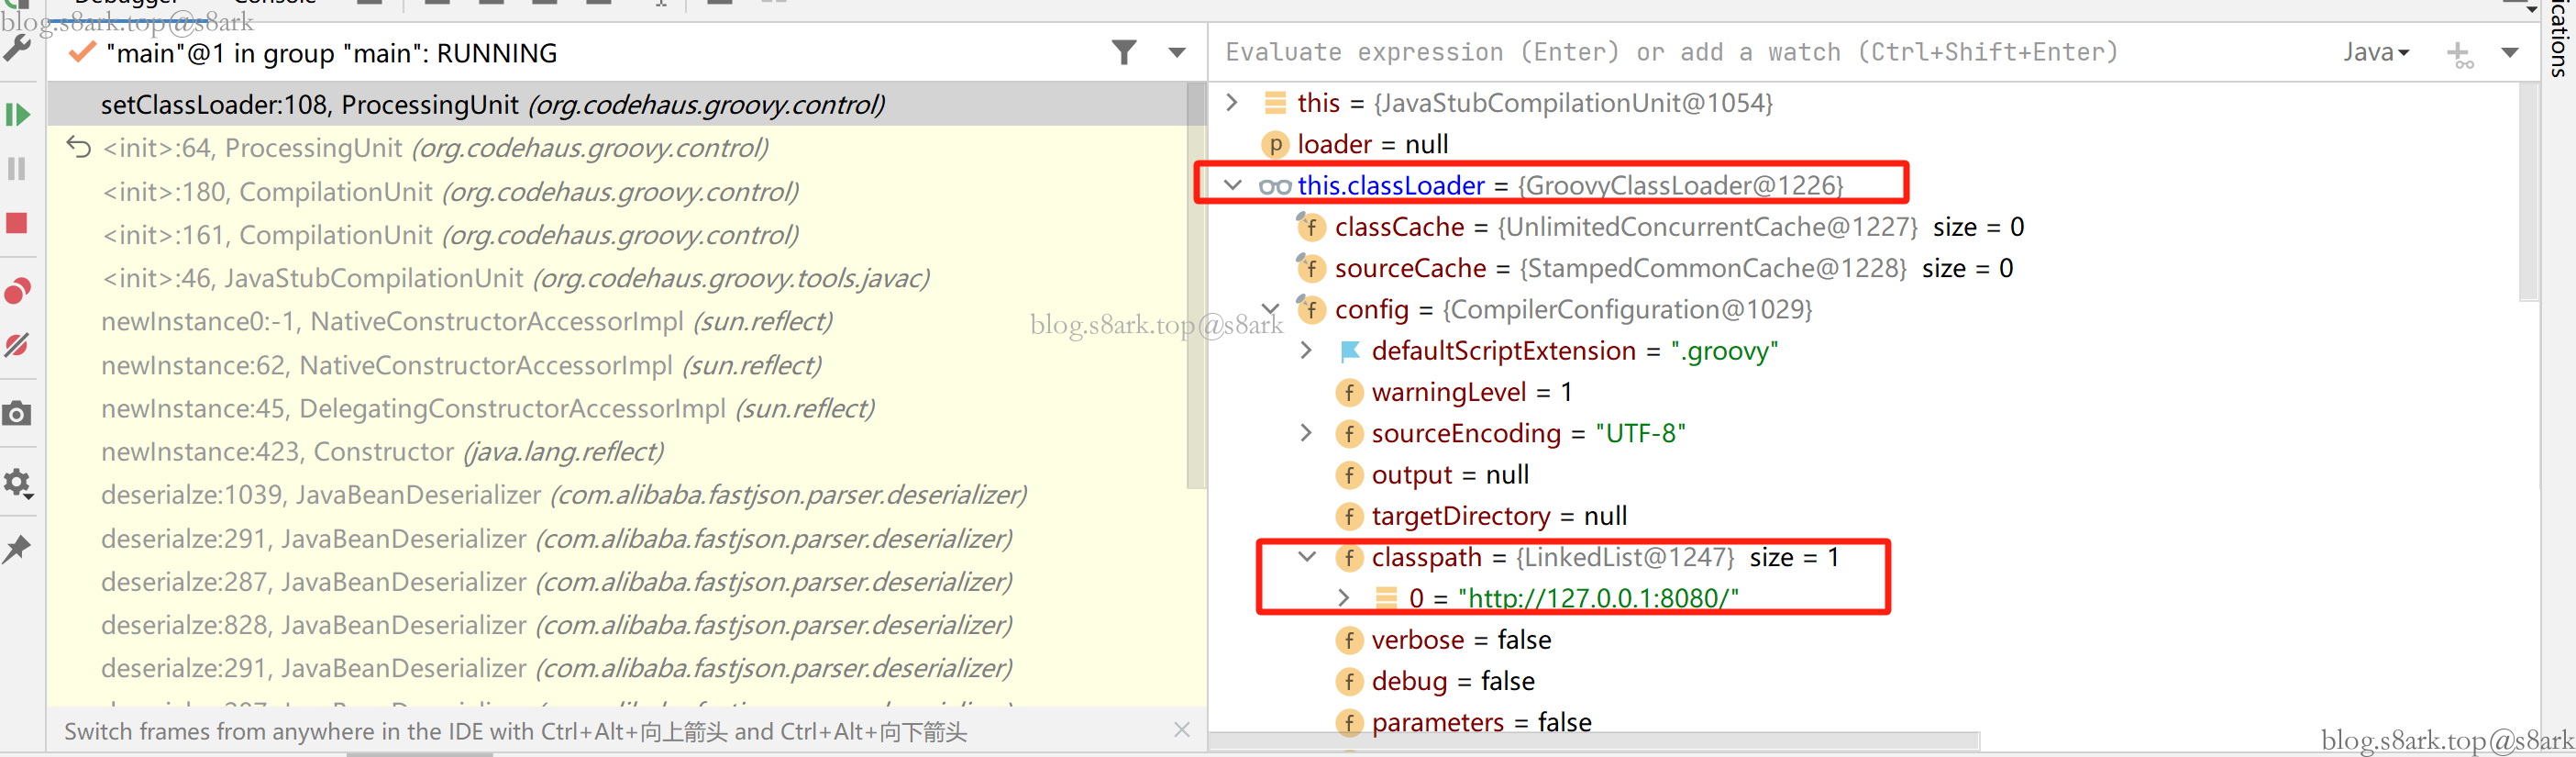 Debugger Console
blog.s8ark.top@s8ark
"main"@1 in group "main": RUNNING
setClassLoader:108, ProcessingUnit (org.codehaus.groovy.control)
<init>:64, ProcessingUnit (org.codehaus.groovy.control)
<init>:180, CompilationUnit (org.codehaus.groovy.control)
<init>:161, CompilationUnit (org.codehaus.groovy.control)
<init>:46, JavaStubCompilationUnit (org.codehaus.groovy.tools.javac)
newInstance0:-1, NativeConstructorAccessorImpl (sun.reflect)
newInstance:62, NativeConstructorAccessorImpl (sun.reflect)
newInstance:45, DelegatingConstructorAccessorImpl (sun.reflect)
newInstance:423, Constructor (java.lang.reflect)
deserialze:1039, JavaBeanDeserializer (com.alibaba.fastjson.parser.deserializer)
deserialze:291, JavaBeanDeserializer (com.alibaba.fastjson.parser.deserializer)
deserialze:287, JavaBeanDeserializer (com.alibaba.fastjson.parser.deserializer)
deserialze:828, JavaBeanDeserializer (com.alibaba.fastjson.parser.deserializer)
deserialze:291, JavaBeanDeserializer (com.alibaba.fastjson.parser.deserializer)
Switch frames from anywhere in the IDE with Ctrl+Alt+向上箭头 and Ctrl+Alt+向下箭头
Evaluate expression (Enter) or add a watch (Ctrl+Shift+Enter)
Java
this = {JavaStubCompilationUnit@1054}
p loader = null
this.classLoader = {GroovyClassLoader@1226}
f classCache = {UnlimitedConcurrentCache@1227} size = 0
f sourceCache = {StampedCommonCache@1228} size = 0
f config = {CompilerConfiguration@1029}
blog.s8ark.top@s8ark
defaultScriptExtension = ".groovy"
f warningLevel = 1
f sourceEncoding = "UTF-8"
f output = null
f targetDirectory = null
f classpath = {LinkedList@1247} size = 1
0 = "http://127.0.0.1:8080/"
f verbose = false
f debug = false
f parameters = false
blog.s8ark.top@s8ark